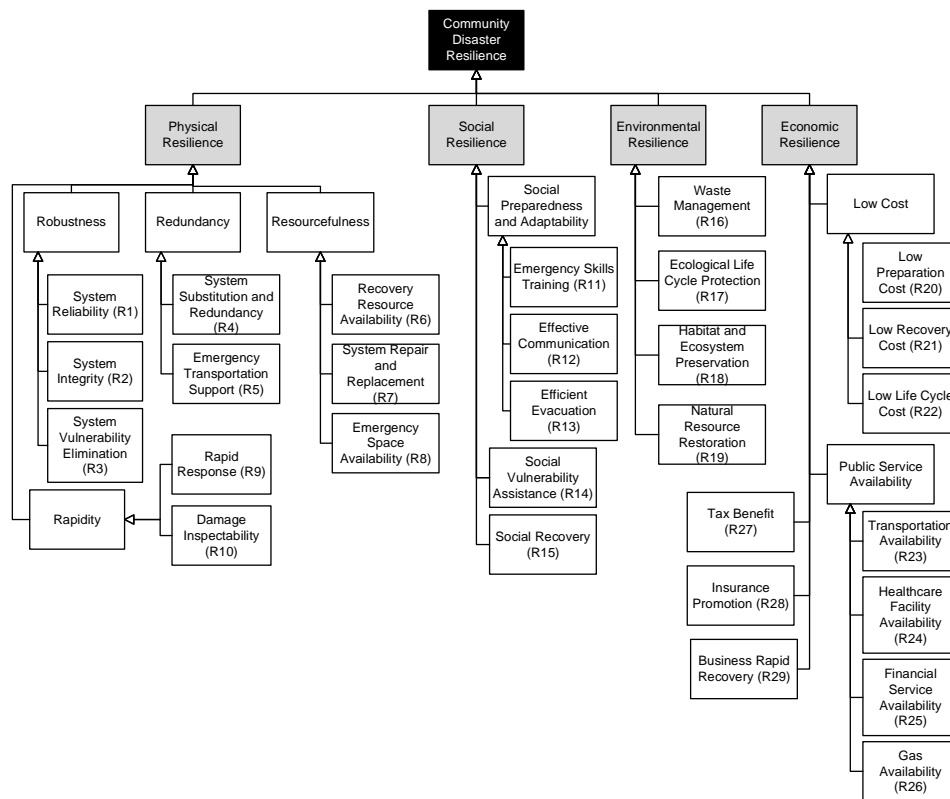 Community
Disaster
Resilience
Physical
Resilience
Social
Resilience
Environmental
Resilience
Economic
Resilience
Robustness
Redundancy
Resourcefulness
System
Reliability (R1)
System
Integrity (R2)
System
Vulnerability
Elimination
(R3)
System
Substitution and
Redundancy
(R4)
Emergency
Transportation
Support (R5)
Recovery
Resource
Availability (R6)
System Repair and
Replacement
(R7)
Emergency
Space
Availability (R8)
Rapidity
Rapid
Response (R9)
Damage
Inspectability
(R10)
Social
Preparedness
and Adaptability
Emergency Skills
Training (R11)
Effective
Communication
(R12)
Efficient
Evacuation
(R13)
Social
Vulnerability
Assistance (R14)
Social Recovery
(R15)
Waste
Management
(R16)
Ecological Life
Cycle Protection
(R17)
Habitat and
Ecosystem
Preservation
(R18)
Natural
Resource
Restoration
(R19)
Low Cost
Low
Preparation
Cost (R20)
Low Recovery
Cost (R21)
Low Life Cycle
Cost (R22)
Public Service
Availability
Transportation
Availability
(R23)
Healthcare
Facility
Availability
(R24)
Financial
Service
Availability
(R25)
Gas
Availability
(R26)
Tax Benefit
(R27)
Insurance
Promotion (R28)
Business Rapid
Recovery (R29)